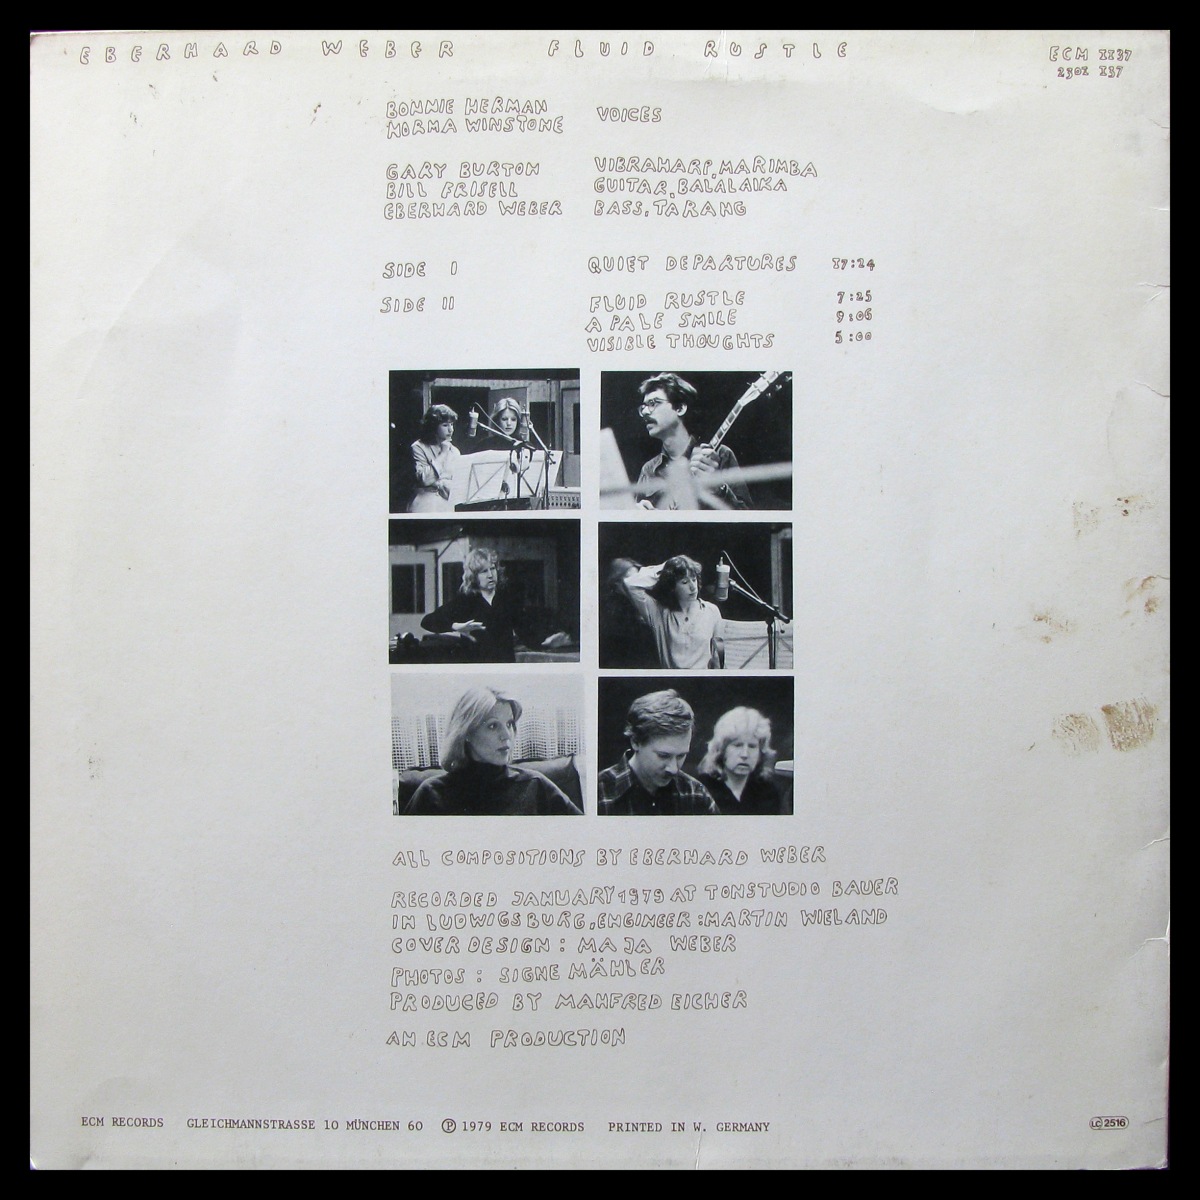 EBERHARD WEBER FLUID RUSTLE ECM 1137
2301 137
BONNIE HERMAN
NORMA WINSTONE VOICES
GARY BURTON VIBRAHARP, MARIMBA
BILL FRISELL GUITAR, BALALAIKA
EBERHARD WEBER BASS, TARANG
SIDE I QUIET DEPARTURES 17:24
SIDE II FLUID RUSTLE 7:25
A PALE SMILE 9:06
VISIBLE THOUGHTS 5:00
ALL COMPOSITIONS BY EBERHARD WEBER
RECORDED JANUARY 1979 AT TONSTUDIO BAUER
IN LUDWIGSBURG, ENGINEER: MARTIN WIELAND
COVER DESIGN: MAJA WEBER
PHOTOS: SIGNE MÄHLER
PRODUCED BY MANFRED EICHER
AN ECM PRODUCTION
ECM RECORDS GLEICHMANNSTRASSE 10 MÜNCHEN 60 ℗ 1979 ECM RECORDS PRINTED IN W. GERMANY LC 2516